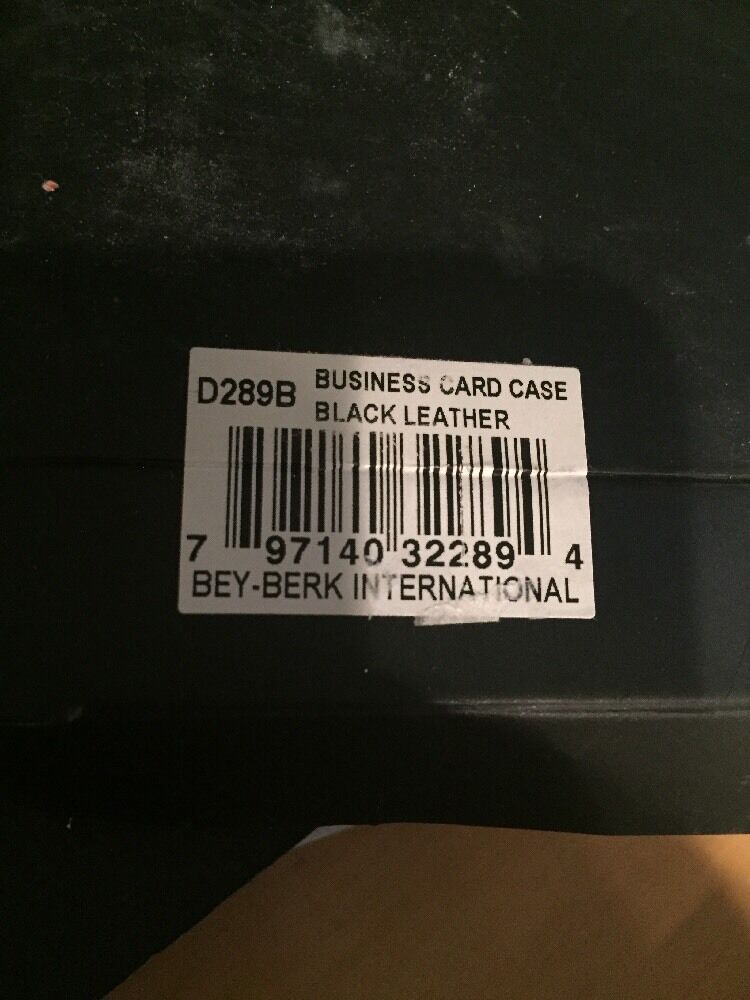 D289B BUSINESS CARD CASE
BLACK LEATHER
7 97140 32289 4
BEY-BERK INTERNATIONAL